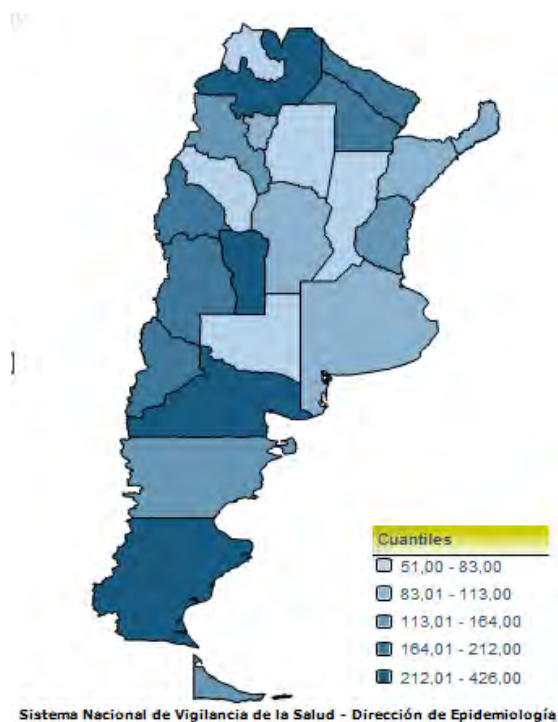 Cuantiles
51,00 - 83,00
83,01 - 113,00
113,01 - 164,00
164,01 - 212,00
212,01 - 426,00
Sistema Nacional de Vigilancia de la Salud - Dirección de Epidemiología